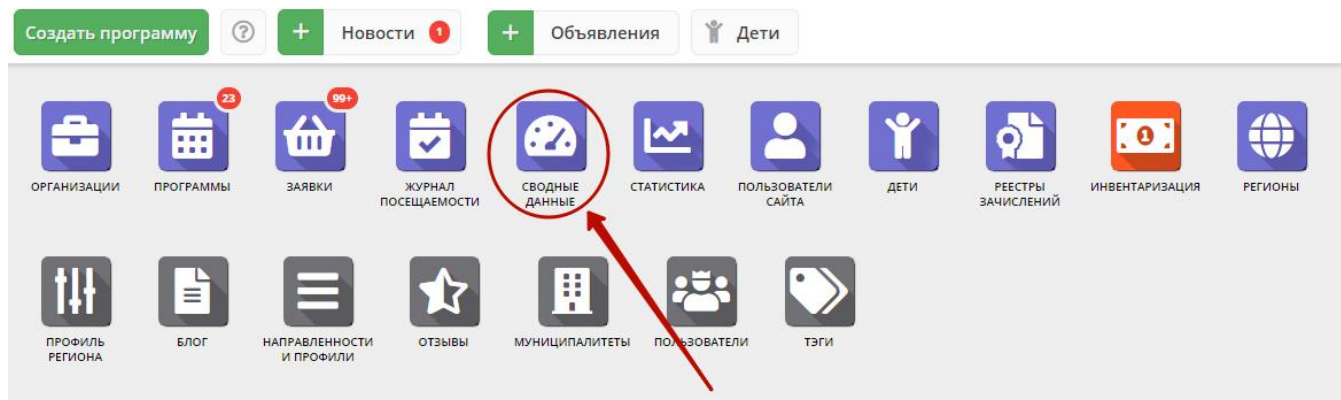 Создать программу ? + Новости 1 + Объявления Дети
23 99+
1
ОРГАНИЗАЦИИ ПРОГРАММЫ ЗАЯВКИ ЖУРНАЛ СВОДНЫЕ СТАТИСТИКА ПОЛЬЗОВАТЕЛИ ДЕТИ РЕЕСТРЫ ИНВЕНТАРИЗАЦИЯ РЕГИОНЫ
ПОСЕЩАЕМОСТИ ДАННЫЕ САЙТА ЗАЧИСЛЕНИЙ
ПРОФИЛЬ БЛОГ НАПРАВЛЕННОСТИ ОТЗЫВЫ МУНИЦИПАЛИТЕТЫ ПОЛЬЗОВАТЕЛИ ТЭГИ
РЕГИОНА И ПРОФИЛИ